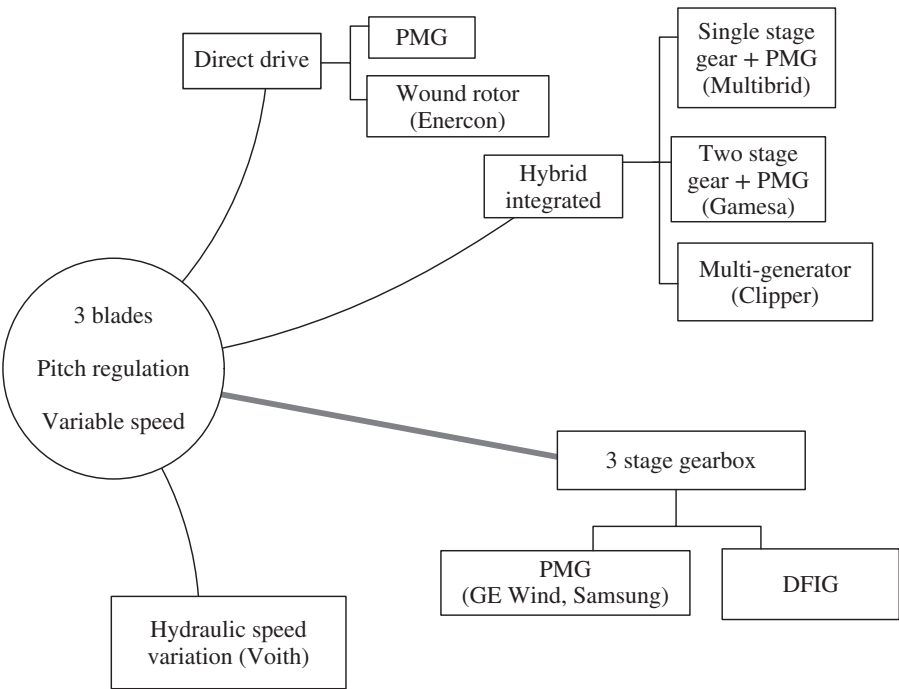 Direct drive
PMG
Wound rotor
(Enercon)
Single stage
gear + PMG
(Multibrid)
Hybrid
integrated
Two stage
gear + PMG
(Gamesa)
Multi-generator
(Clipper)
3 blades
Pitch regulation
Variable speed
3 stage gearbox
PMG
(GE Wind, Samsung)
DFIG
Hydraulic speed
variation (Voith)